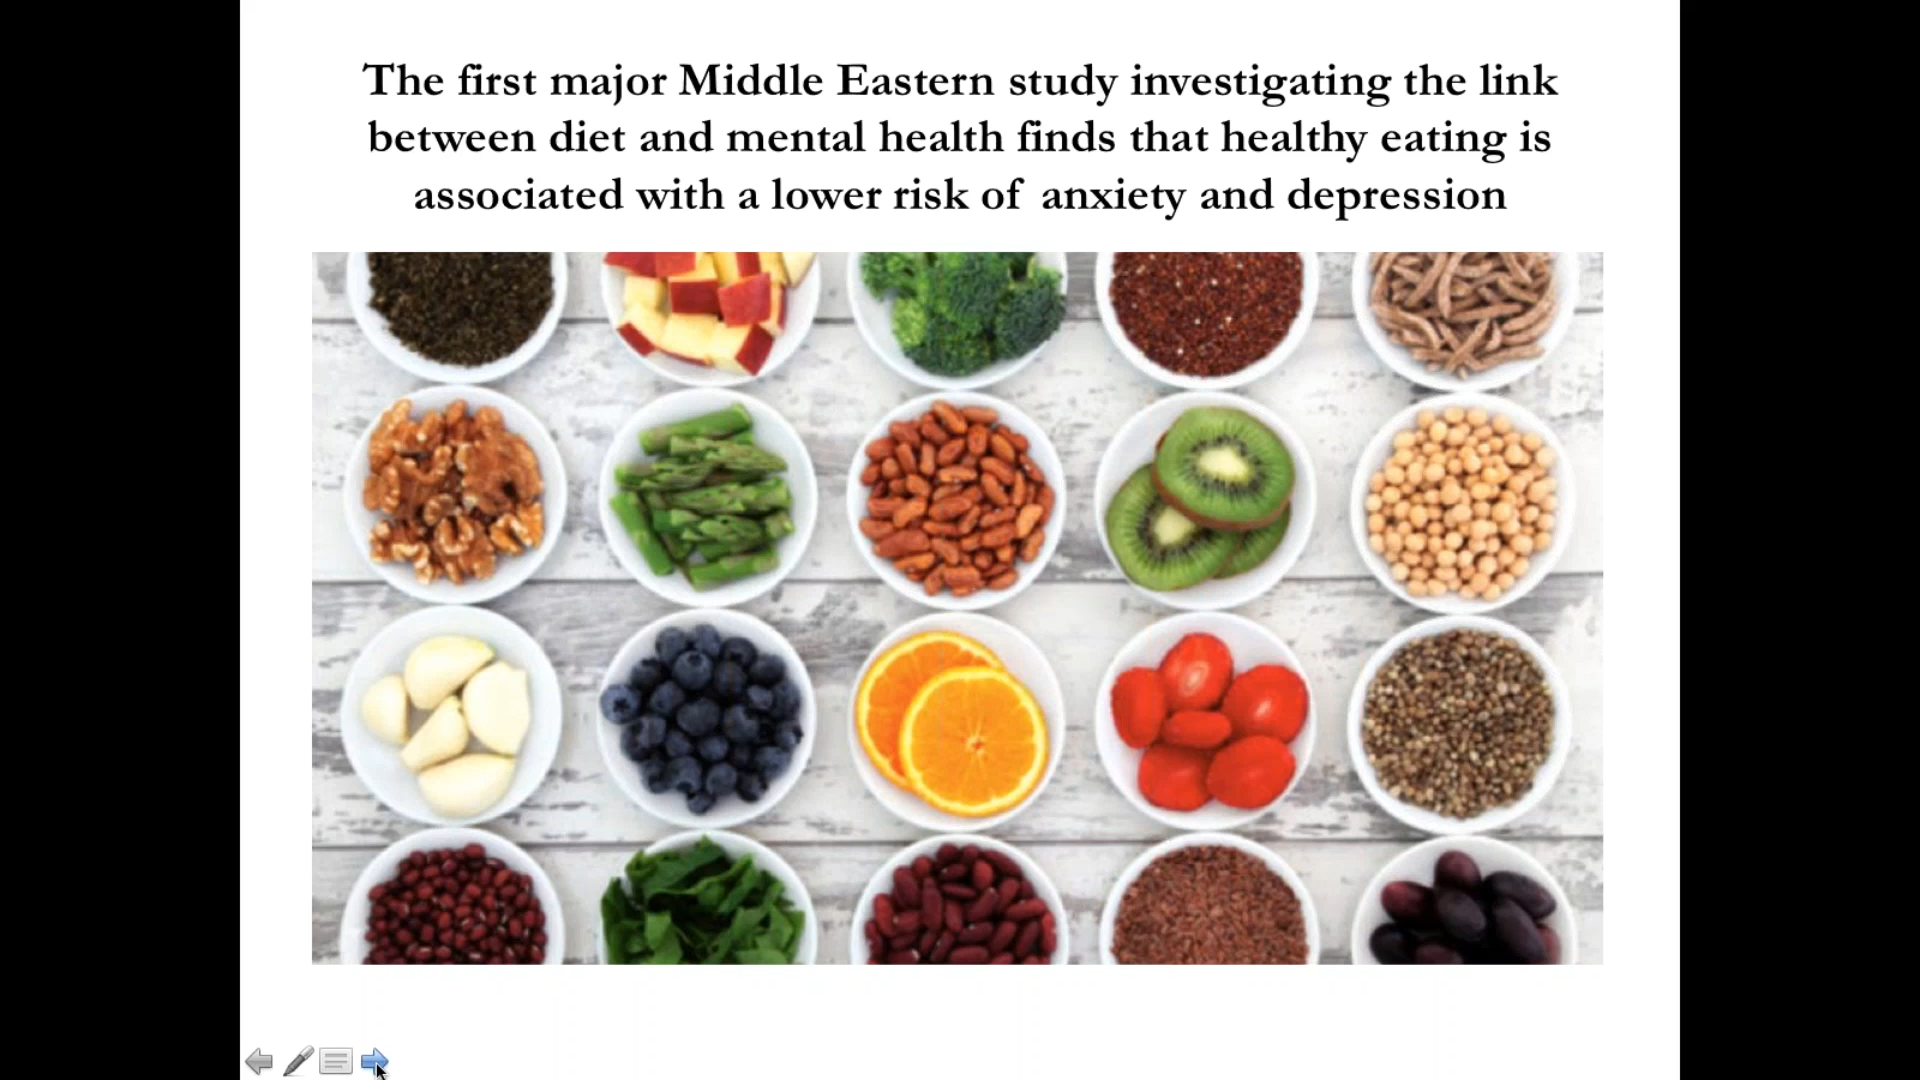 The first major Middle Eastern study investigating the link
between diet and mental health finds that healthy eating is
associated with a lower risk of anxiety and depression